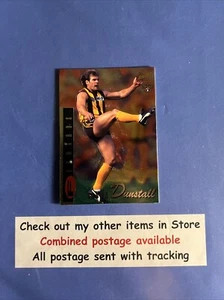 Dunstall
Check out my other items in Store
Combined postage available
All postage sent with tracking